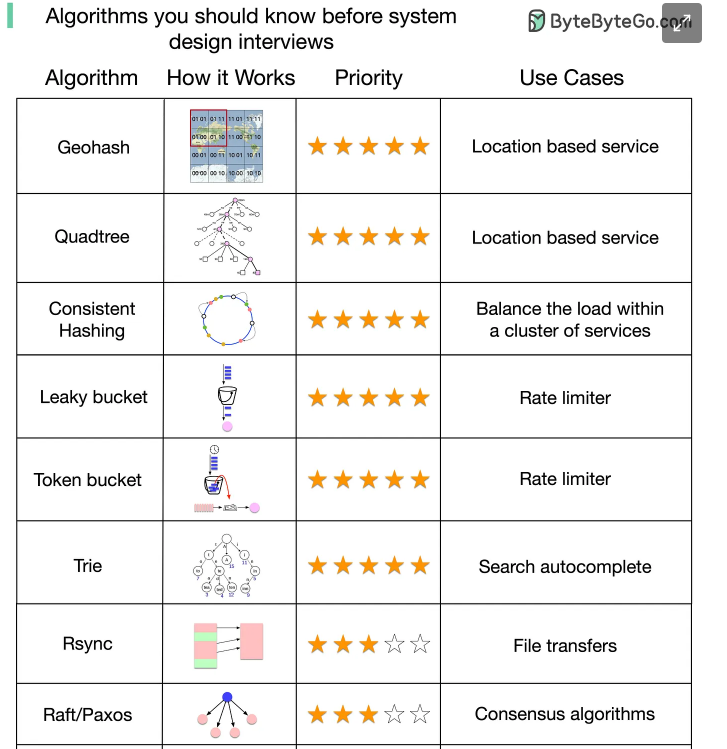 Algorithms you should know before system
design interviews
ByteByteGo.com
Algorithm How it Works Priority Use Cases
01 01 01 11 11 01 11 11
01 00 01 10 11 00 11 10
00 01 00 11 10 01 10 11
00 00 00 10 10 00 10 10
Geohash Location based service
Quadtree Location based service
Consistent
Hashing
Balance the load within
a cluster of services
Leaky bucket Rate limiter
Token bucket Rate limiter
Trie Search autocomplete
Rsync File transfers
Raft/Paxos Consensus algorithms